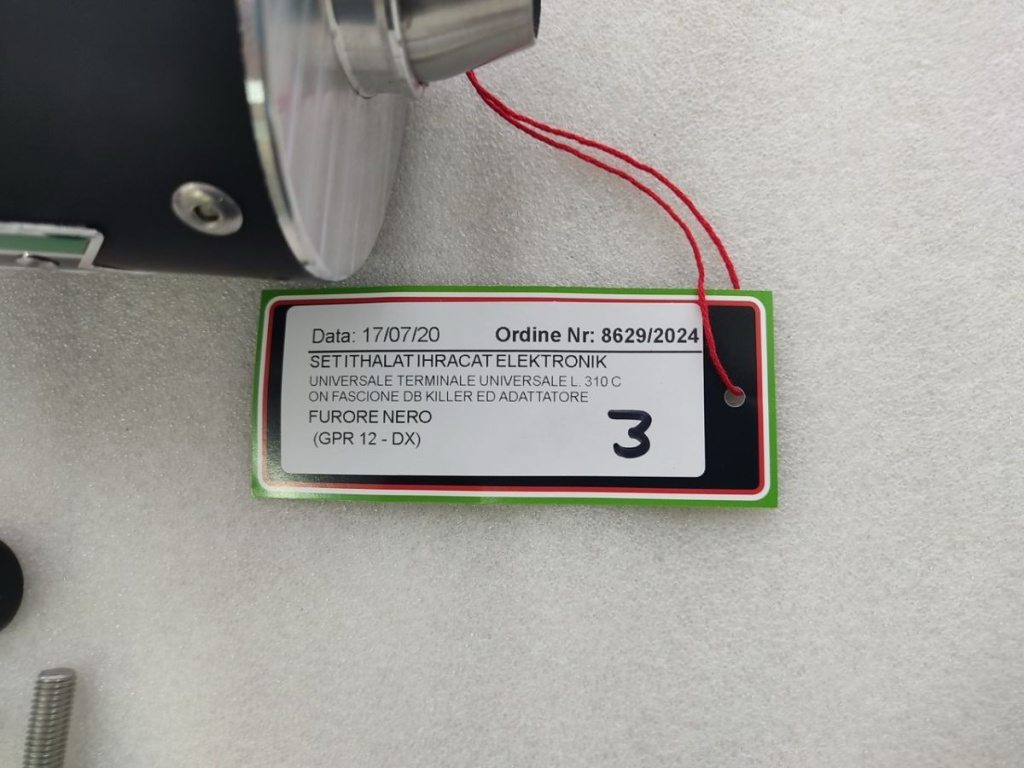 Data: 17/07/20 Ordine Nr: 8629/2024
SETITHALAT IHRACAT ELEKTRONIK
UNIVERSALE TERMINALE UNIVERSALE L. 310 C
ON FASCIONE DB KILLER ED ADATTATORE
FURORE NERO
(GPR 12 - DX)
3